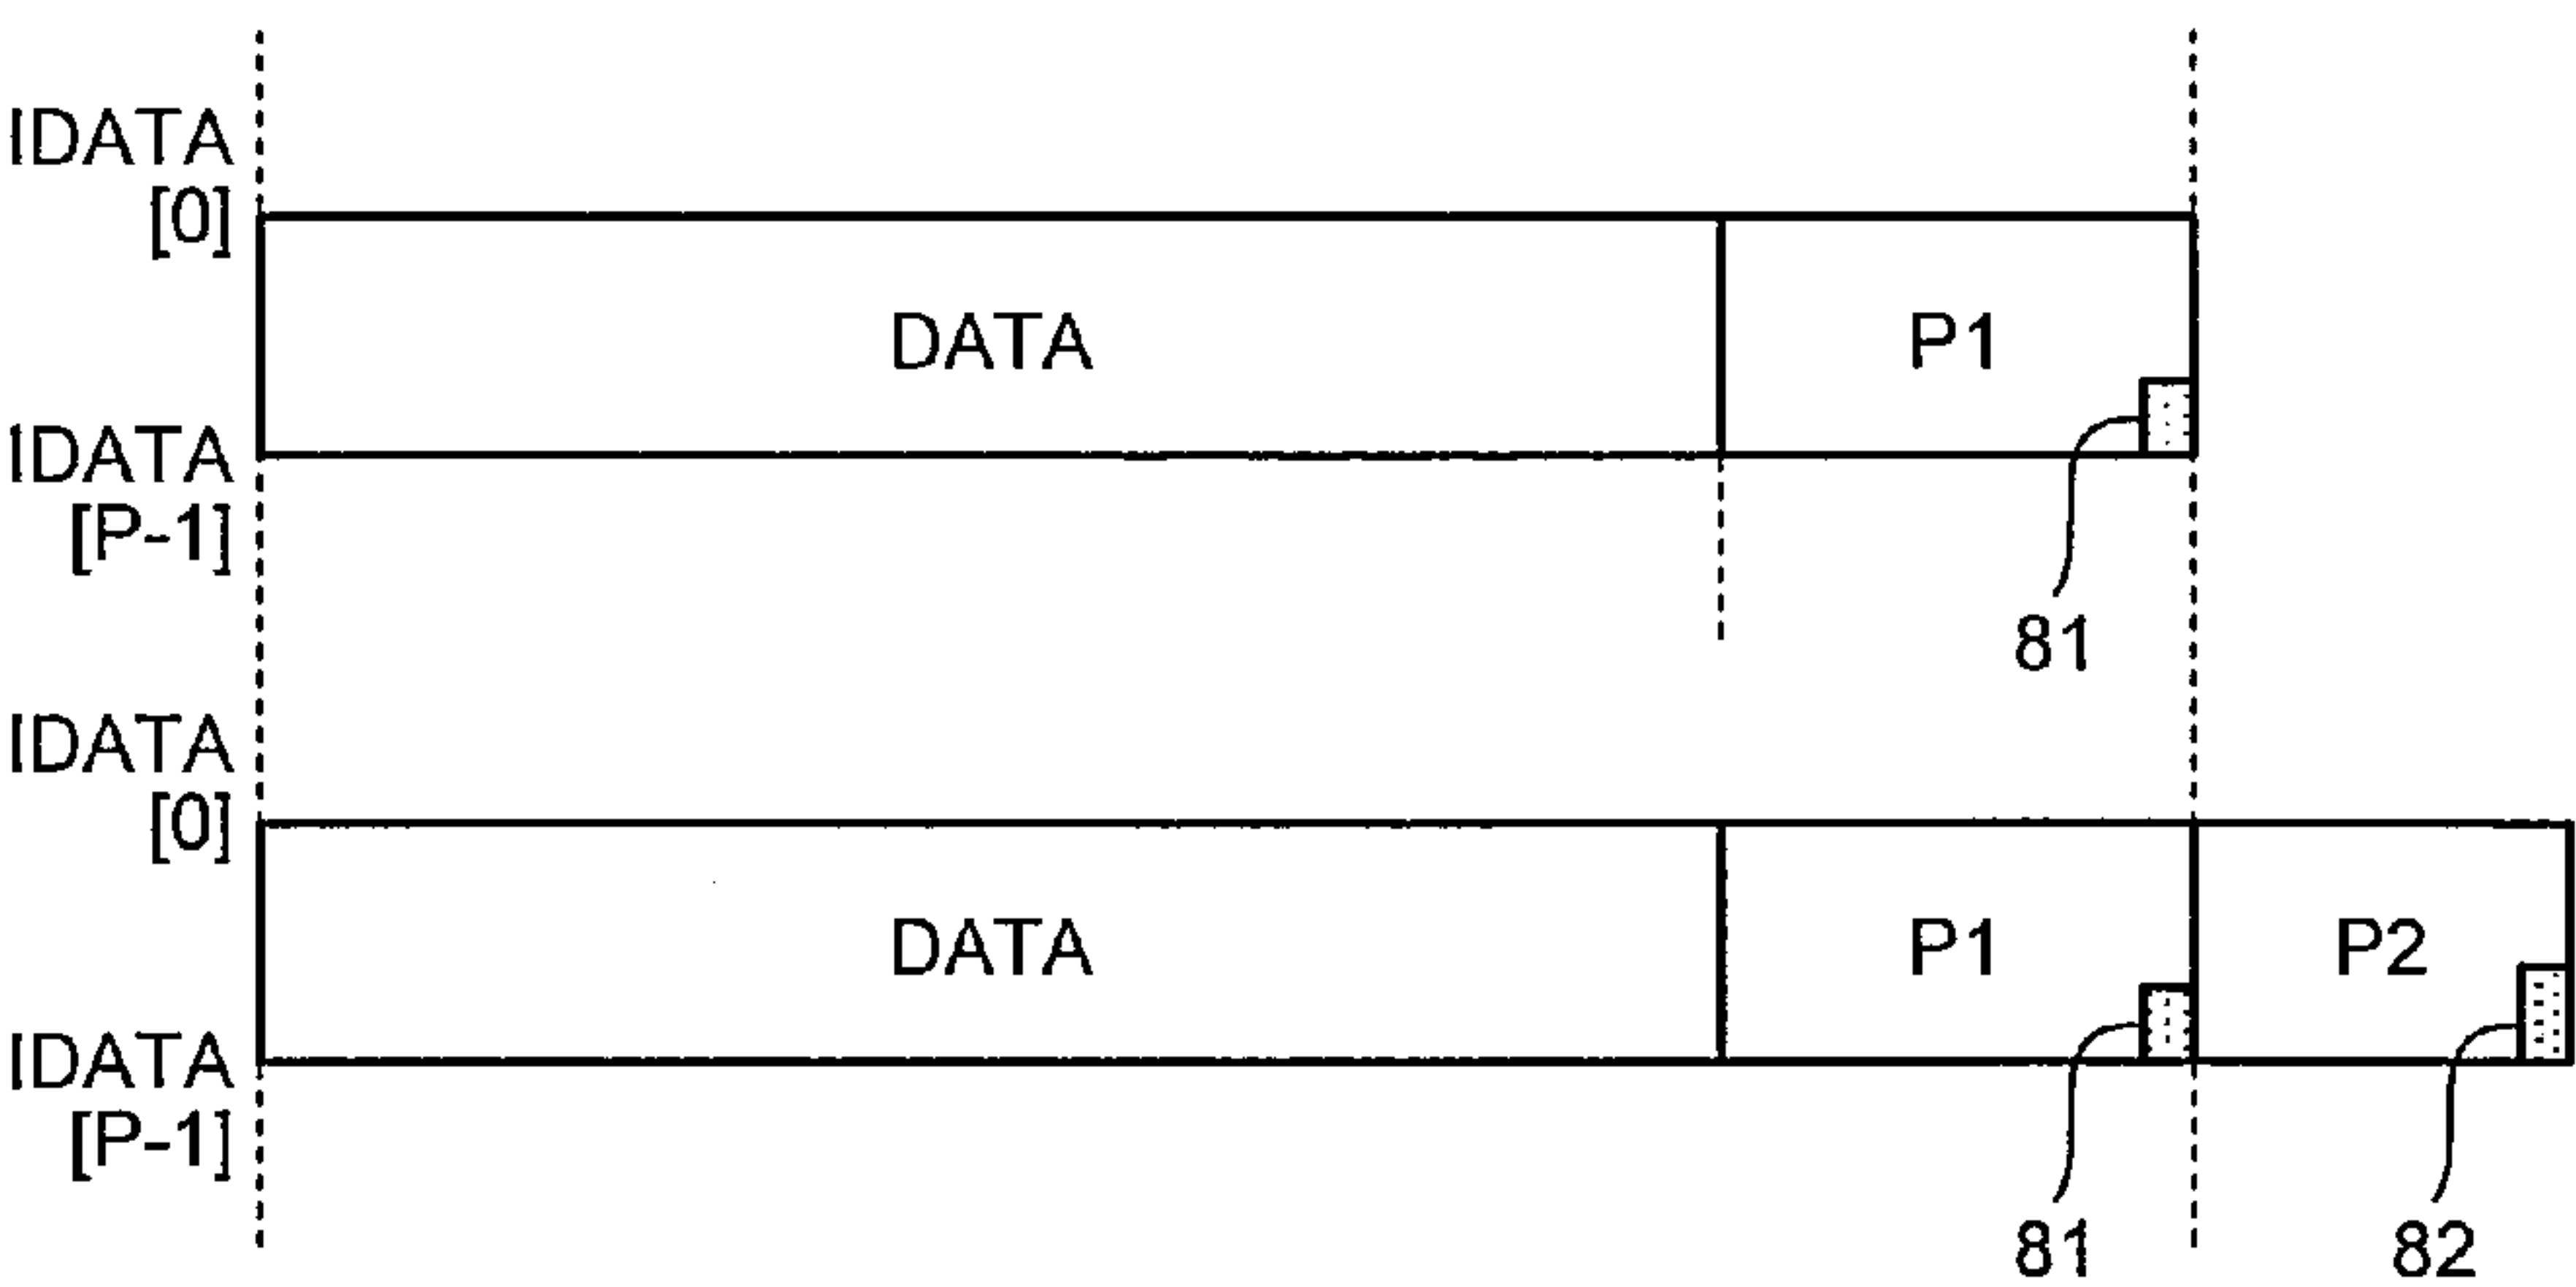 IDATA
[0]
DATA
P1
IDATA
[P-1]
81
IDATA
[0]
DATA
P1
P2
IDATA
[P-1]
81
82